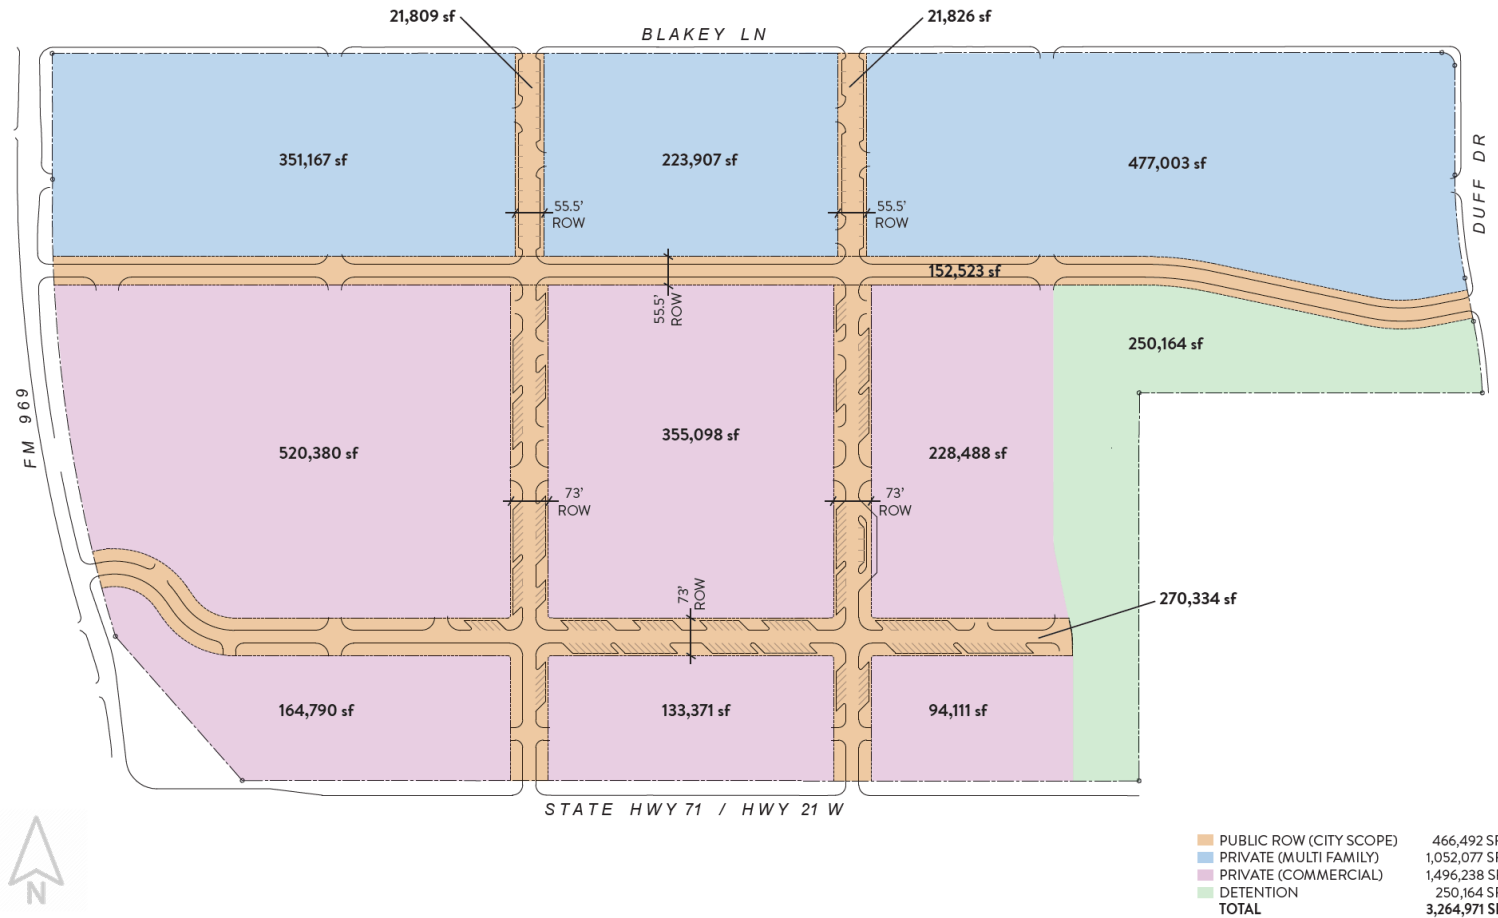 21,809 sf
21,826 sf
BLAKEY LN
351,167 sf
223,907 sf
477,003 sf
DUFF DR
55.5'
ROW
55.5'
ROW
152,523 sf
55.5'
ROW
250,164 sf
FM 969
520,380 sf
355,098 sf
228,488 sf
73'
ROW
73'
ROW
73'
ROW
270,334 sf
164,790 sf
133,371 sf
94,111 sf
STATE HWY 71 / HWY 21 W
N
PUBLIC ROW (CITY SCOPE) 466,492 SF
PRIVATE (MULTI FAMILY) 1,052,077 SF
PRIVATE (COMMERCIAL) 1,496,238 SF
DETENTION 250,164 SF
TOTAL 3,264,971 SF